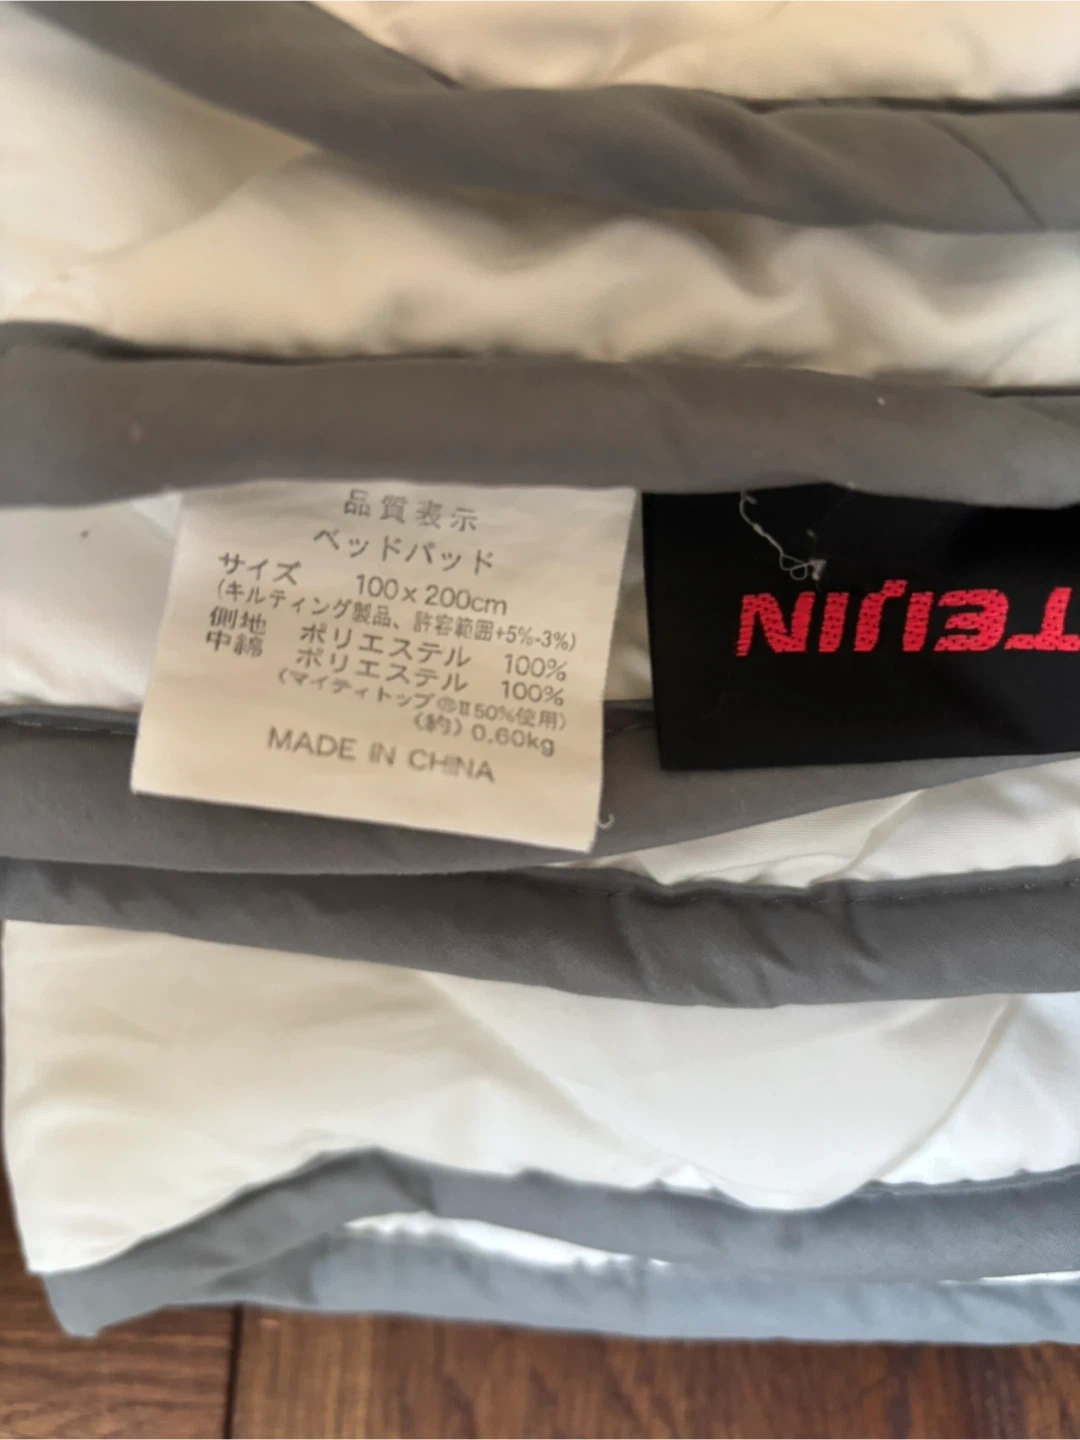 品質表示
ベッドパッド
サイズ 100×200cm
(キルティング製品、許容範囲+5%-3%)
側地 ポリエステル 100%
中綿 ポリエステル 100%
(マイティトップ®Ⅱ50%使用)
(約) 0.60kg
MADE IN CHINA
TEIJIN